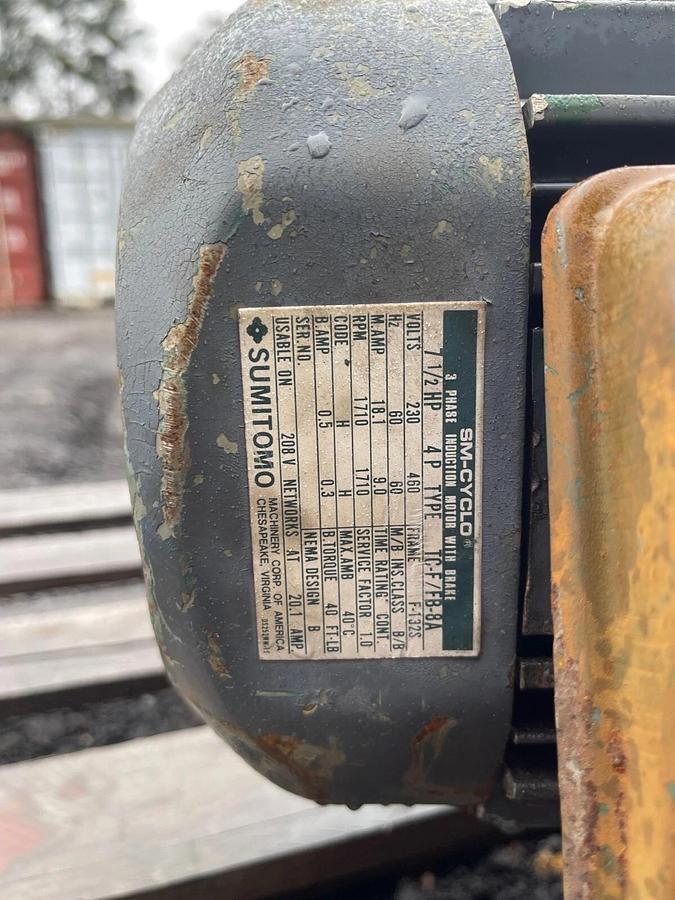 SM-CYCLO®
3 PHASE INDUCTION MOTOR WITH BRAKE
7 1/2 HP 4 P TYPE TC-F/FB-8A
VOLTS 230 460 FRAME F-132S
Hz 60 60 M/B INS.CLASS B/B
M.AMP 18.1 9.0 TIME RATING CONT.
RPM 1710 1710 SERVICE FACTOR 1.0
CODE H H MAX.AMB 40°C
B.AMP 0.5 0.3 B.TORQUE 40 FT-LB
SER.NO. NEMA DESIGN B
USABLE ON 208V NETWORKS AT 20.1 AMP.
SUMITOMO MACHINERY CORP OF AMERICA
CHESAPEAKE, VIRGINIA